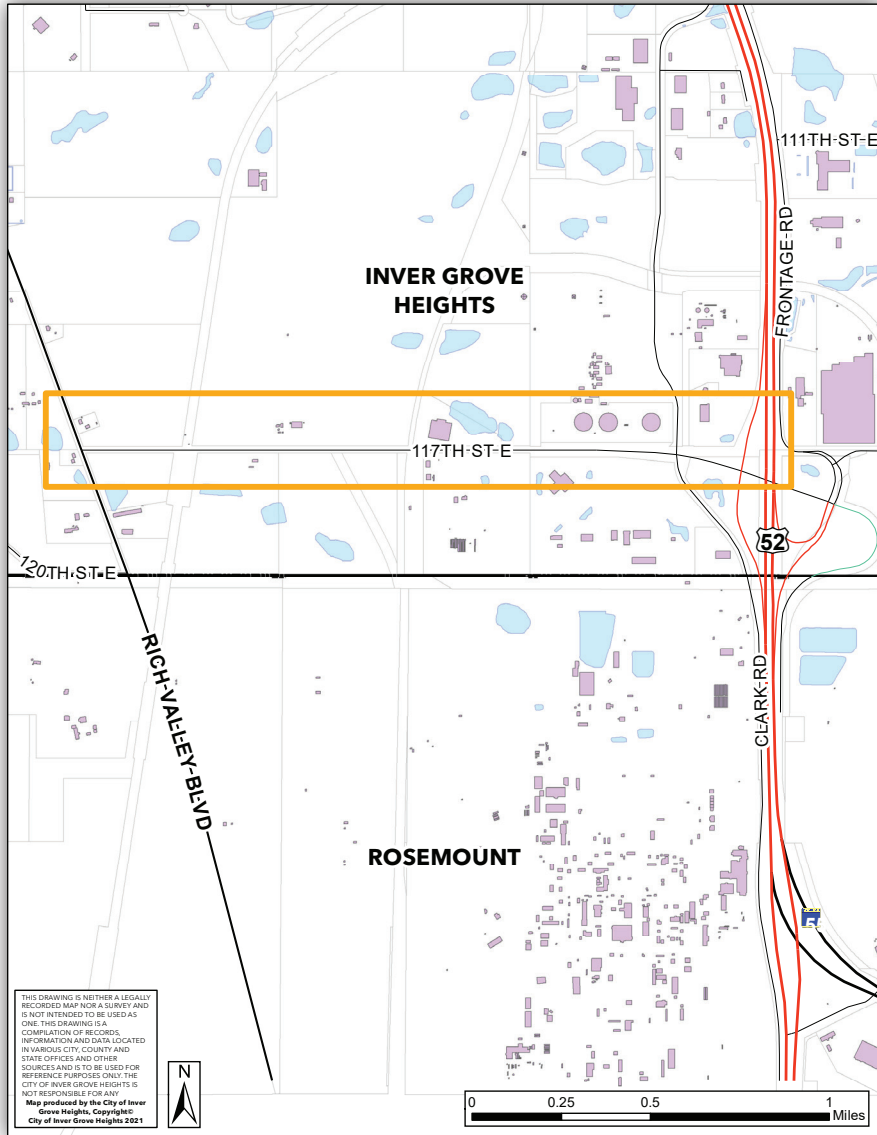 111TH-ST-E
FRONTAGE-RD
INVER GROVE
HEIGHTS
117TH-ST-E
52
120TH-ST-E
RICH-VALLEY-BLVD
CLARK-RD
ROSEMOUNT
THIS DRAWING IS NEITHER A LEGALLY
RECORDED MAP NOR A SURVEY AND
IS NOT INTENDED TO BE USED AS
ONE. THIS DRAWING IS A
COMPILATION OF RECORDS,
INFORMATION AND DATA LOCATED
IN VARIOUS CITY, COUNTY AND
STATE OFFICES AND OTHER
SOURCES AND IS TO BE USED FOR
REFERENCE PURPOSES ONLY. THE
CITY OF INVER GROVE HEIGHTS IS
NOT RESPONSIBLE FOR ANY
Map produced by the City of Inver
Grove Heights, Copyright©
City of Inver Grove Heights 2021
N
0 0.25 0.5 1
Miles